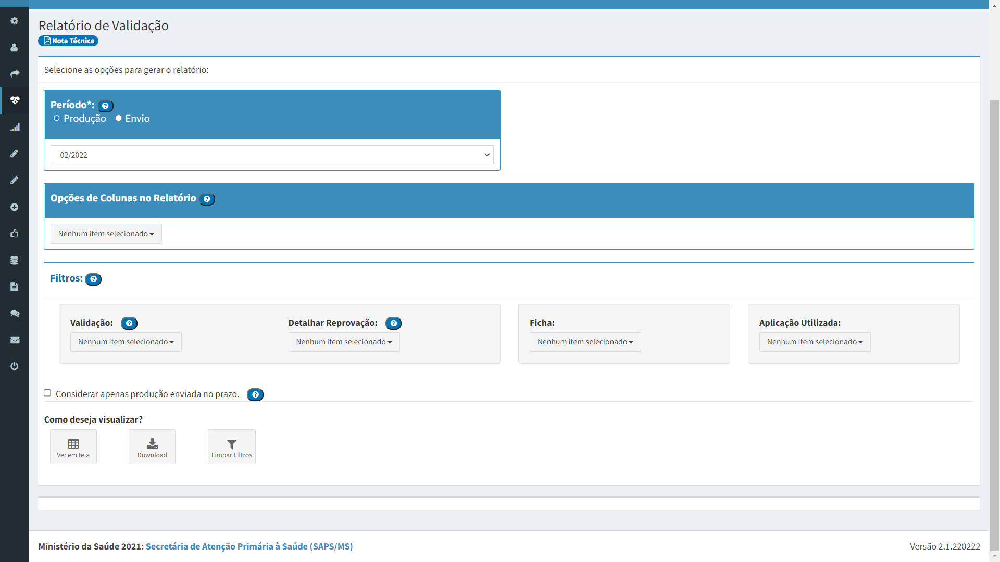 Relatório de Validação
Nota Técnica
Selecione as opções para gerar o relatório:
Período*:
Produção Envio
02/2022
Opções de Colunas no Relatório
Nenhum item selecionado
Filtros:
Validação: Detalhar Reprovação: Ficha: Aplicação Utilizada:
Nenhum item selecionado Nenhum item selecionado Nenhum item selecionado Nenhum item selecionado
Considerar apenas produção enviada no prazo.
Como deseja visualizar?
Ver em tela Download Limpar Filtros
Ministério da Saúde 2021: Secretária de Atenção Primária à Saúde (SAPS/MS) Versão 2.1.220222